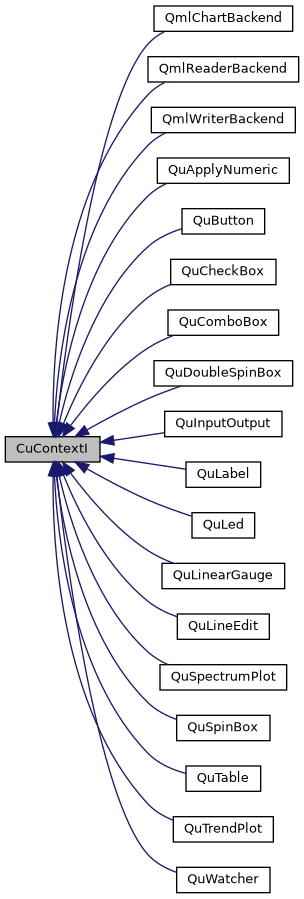 QmlChartBackend
QmlReaderBackend
QmlWriterBackend
QuApplyNumeric
QuButton
QuCheckBox
QuComboBox
QuDoubleSpinBox
QuInputOutput
CuContextI
QuLabel
QuLed
QuLinearGauge
QuLineEdit
QuSpectrumPlot
QuSpinBox
QuTable
QuTrendPlot
QuWatcher